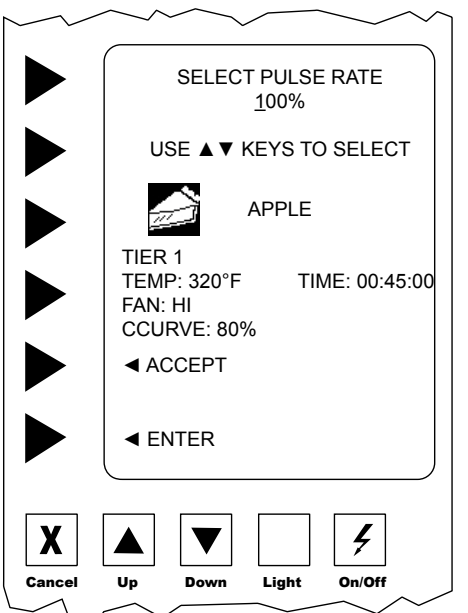 SELECT PULSE RATE
100%
USE ▲▼ KEYS TO SELECT
APPLE
TIER 1
TEMP: 320°F TIME: 00:45:00
FAN: HI
CCURVE: 80%
◄ ACCEPT
◄ ENTER
X
Cancel Up Down Light On/Off